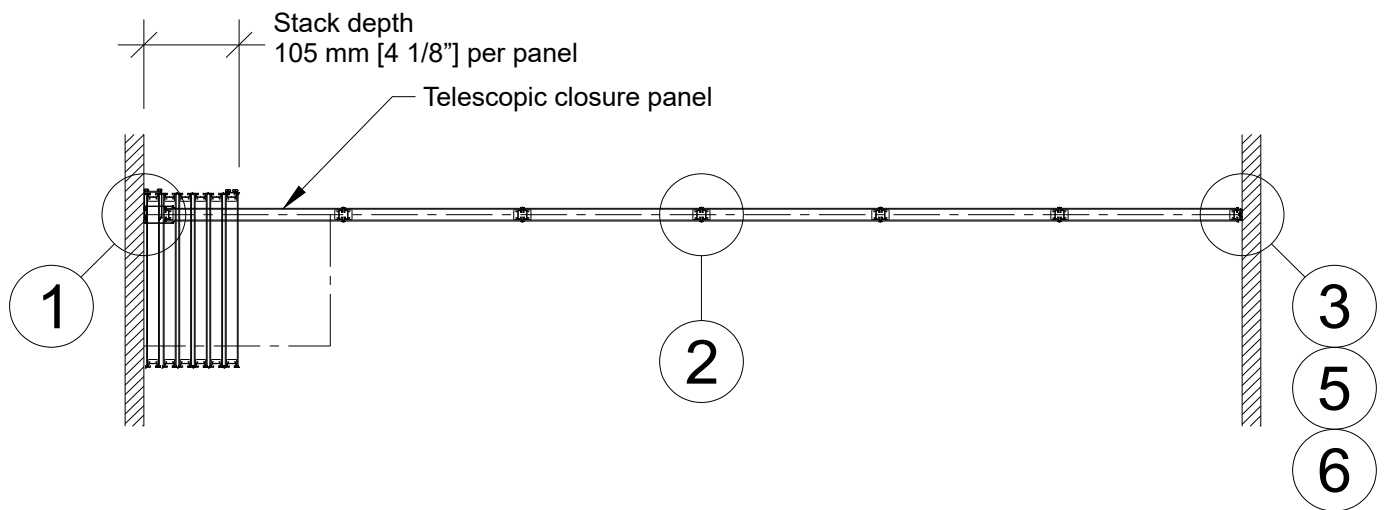 Stack depth
105 mm [4 1/8”] per panel
Telescopic closure panel
1
2
3
5
6